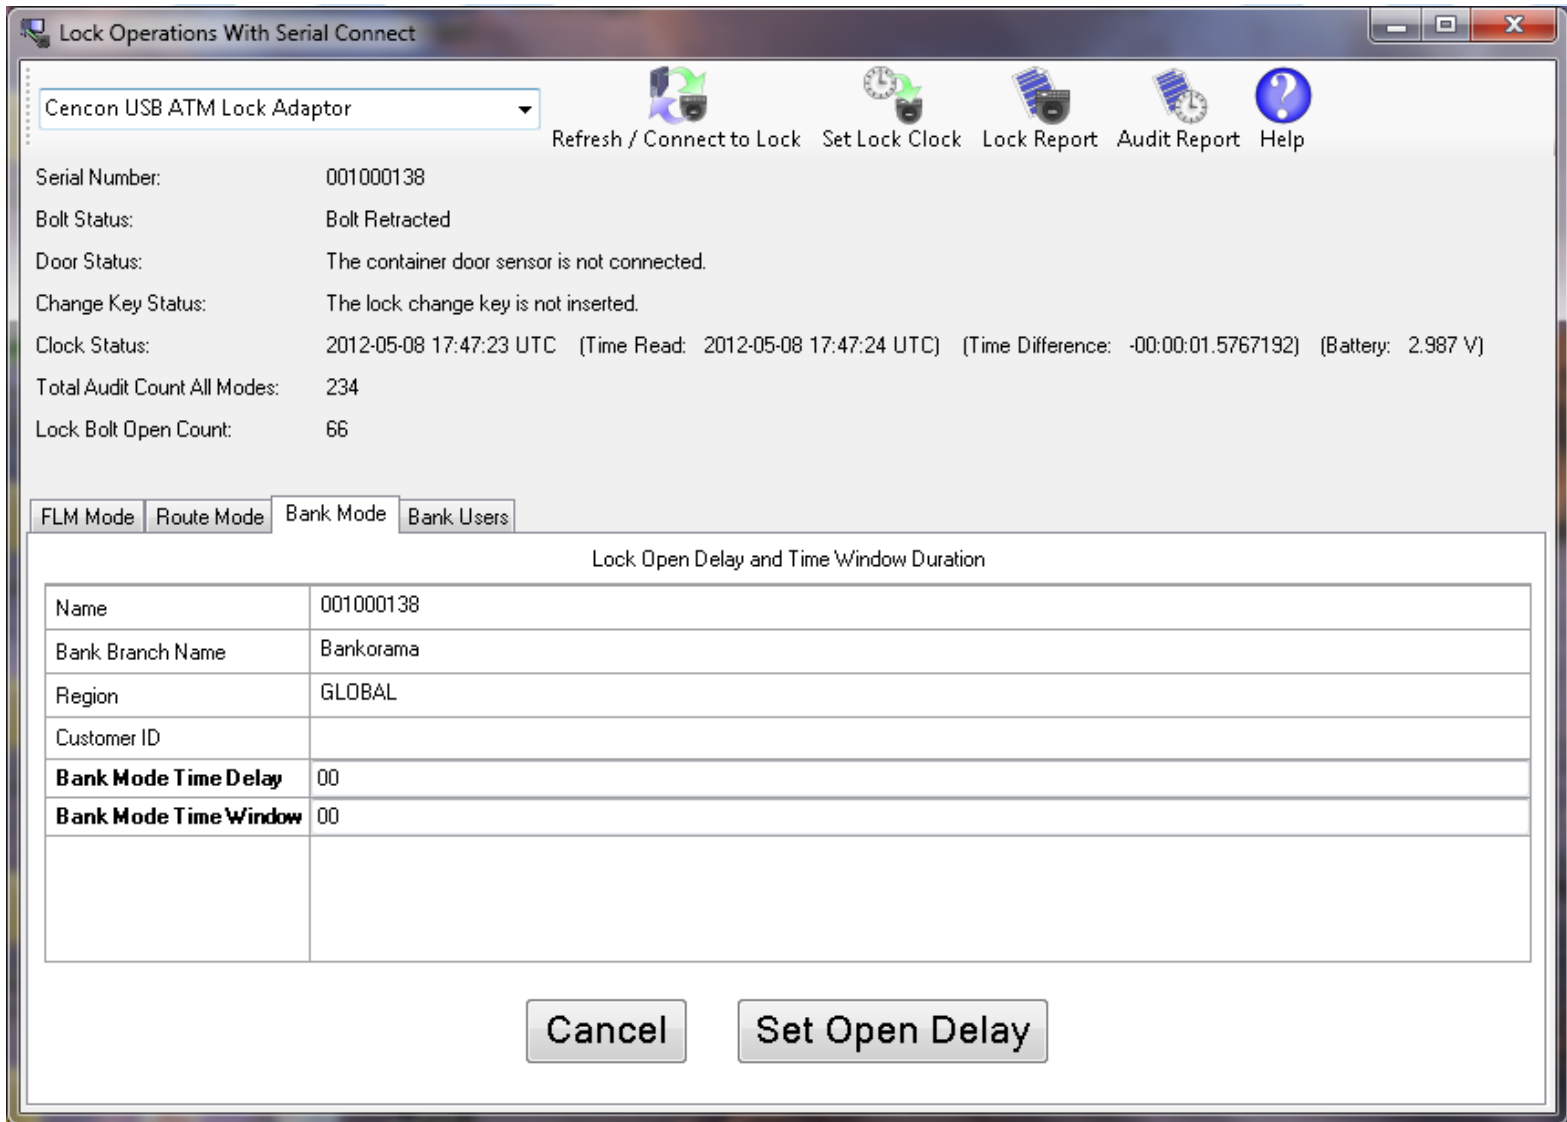 Lock Operations With Serial Connect
Cencon USB ATM Lock Adaptor
Refresh / Connect to Lock Set Lock Clock Lock Report Audit Report Help
Serial Number: 001000138
Bolt Status: Bolt Retracted
Door Status: The container door sensor is not connected.
Change Key Status: The lock change key is not inserted.
Clock Status: 2012-05-08 17:47:23 UTC (Time Read: 2012-05-08 17:47:24 UTC) (Time Difference: -00:00:01.5767192) (Battery: 2.987 V)
Total Audit Count All Modes: 234
Lock Bolt Open Count: 66
FLM Mode Route Mode Bank Mode Bank Users
Lock Open Delay and Time Window Duration
Name 001000138
Bank Branch Name Bankorama
Region GLOBAL
Customer ID
Bank Mode Time Delay 00
Bank Mode Time Window 00
Cancel Set Open Delay